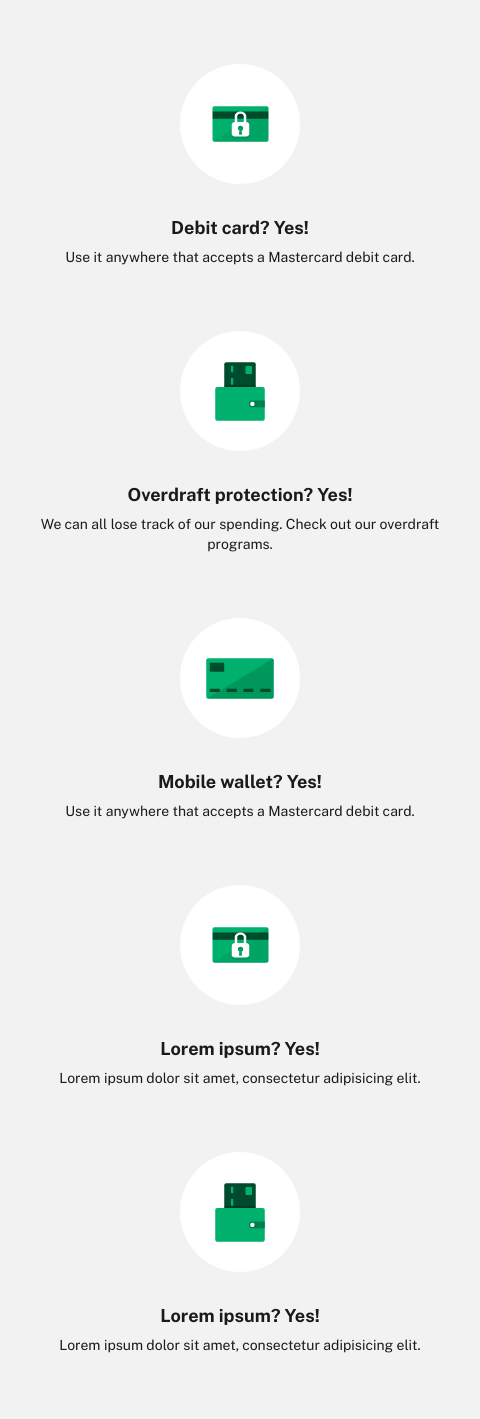 Debit card? Yes!
Use it anywhere that accepts a Mastercard debit card.
Overdraft protection? Yes!
We can all lose track of our spending. Check out our overdraft
programs.
Mobile wallet? Yes!
Use it anywhere that accepts a Mastercard debit card.
Lorem ipsum? Yes!
Lorem ipsum dolor sit amet, consectetur adipisicing elit.
Lorem ipsum? Yes!
Lorem ipsum dolor sit amet, consectetur adipisicing elit.